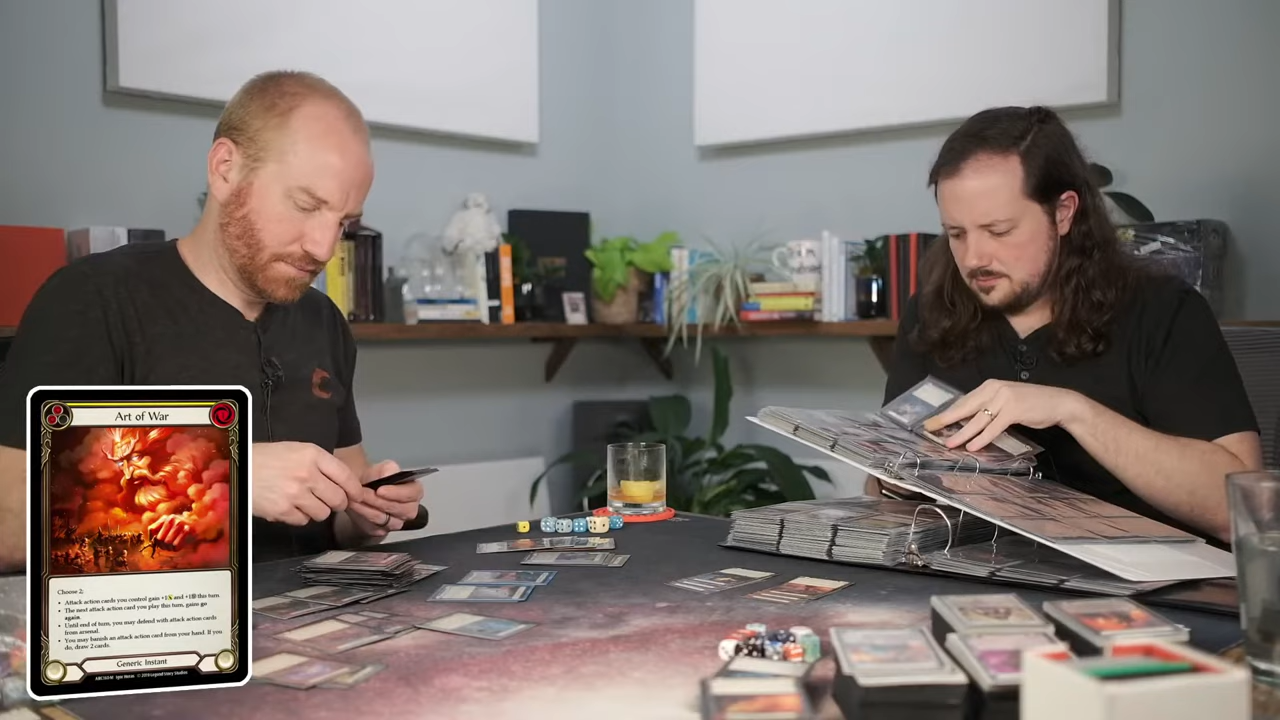 Art of War
Choose 2;
• Attack action cards you control gain +1 and +1 this turn.
• The next attack action card you play this turn, gains go
again.
• Until end of turn, you may defend with attack action cards
from arsenal.
• You may banish an attack action card from your hand. If you
do, draw 2 cards.
Generic Instant